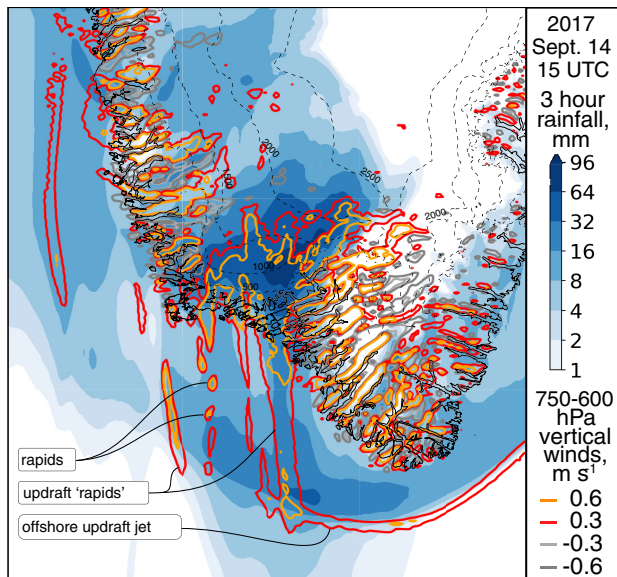 2017
Sept. 14
15 UTC
3 hour
rainfall,
mm
96
64
32
16
8
4
2
1
750-600
hPa
vertical
winds,
m s¹
0.6
0.3
-0.3
-0.6
2000
2500
2000
1000
500
rapids
updraft 'rapids'
offshore updraft jet